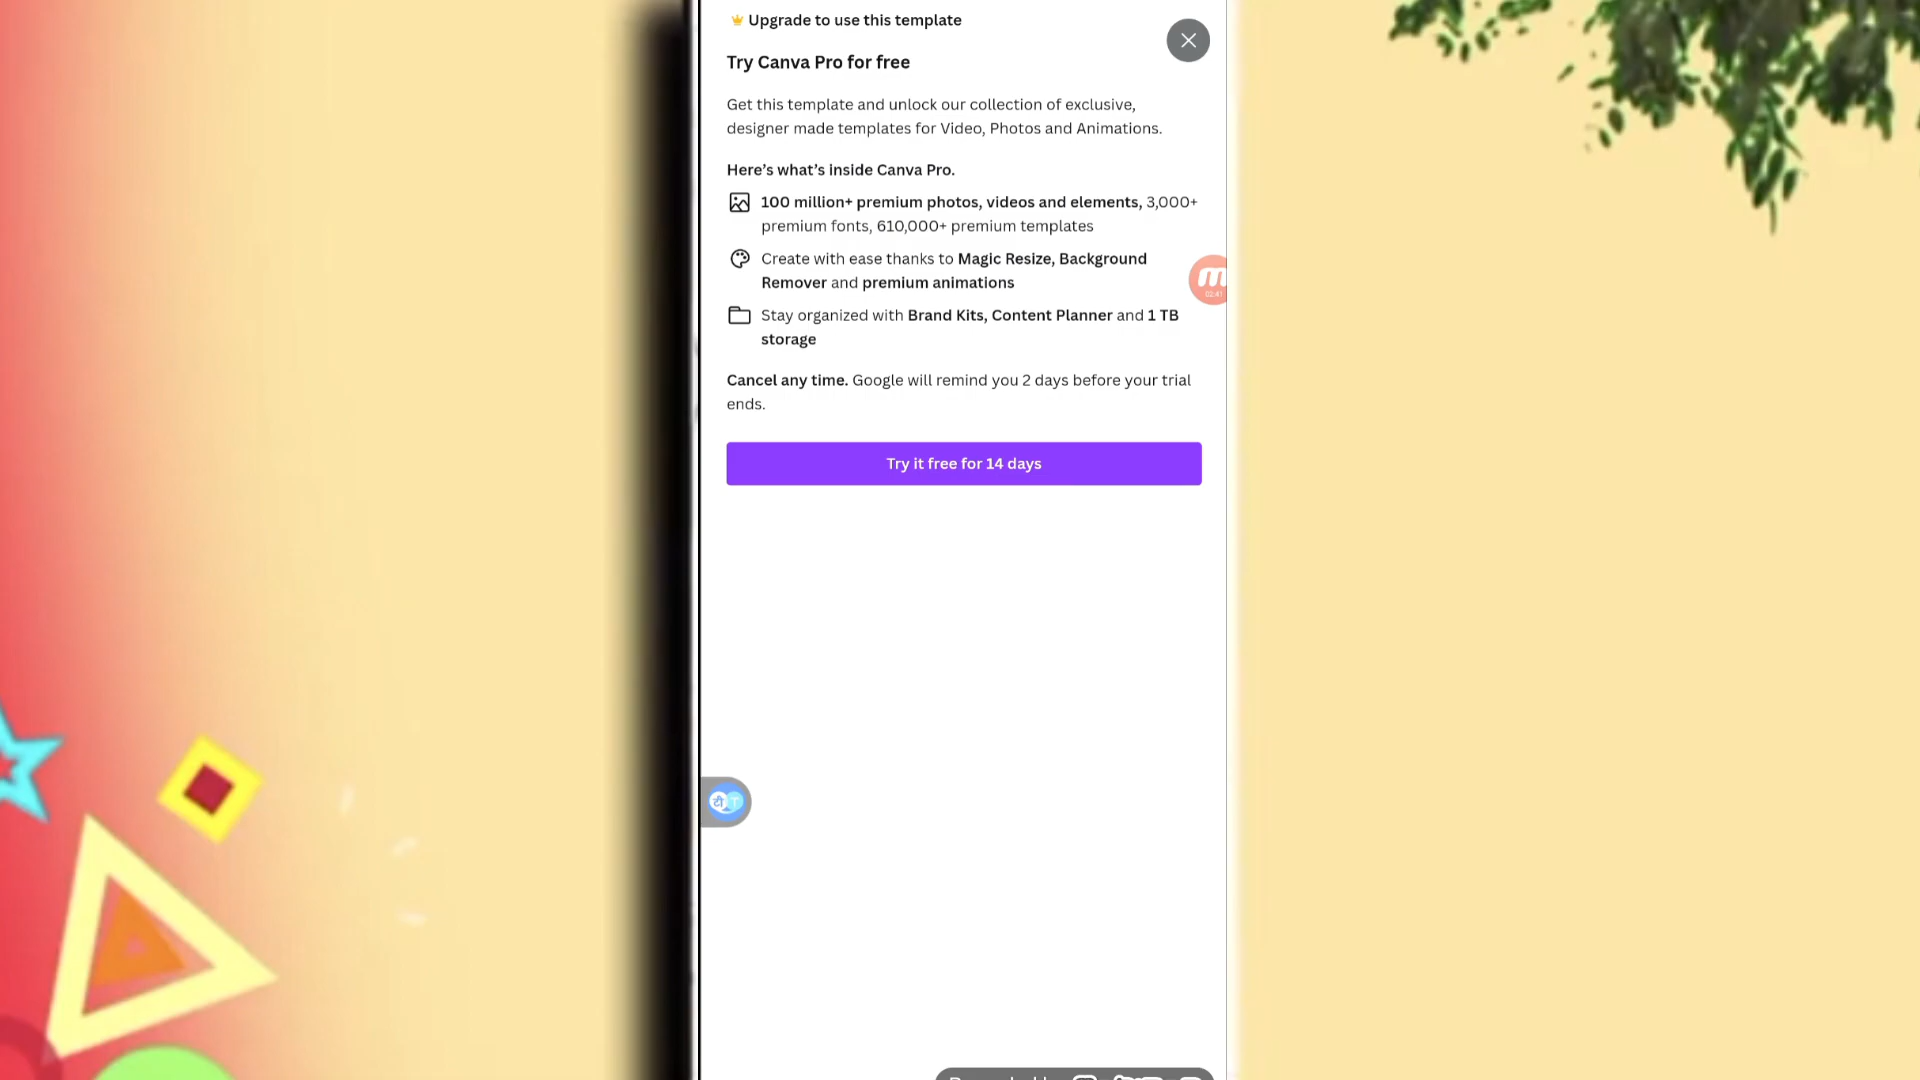 Upgrade to use this template
Try Canva Pro for free
Get this template and unlock our collection of exclusive,
designer made templates for Video, Photos and Animations.
Here’s what’s inside Canva Pro.
100 million+ premium photos, videos and elements, 3,000+
premium fonts, 610,000+ premium templates
Create with ease thanks to Magic Resize, Background
Remover and premium animations
02:41
Stay organized with Brand Kits, Content Planner and 1 TB
storage
Cancel any time. Google will remind you 2 days before your trial
ends.
Try it free for 14 days
टी T